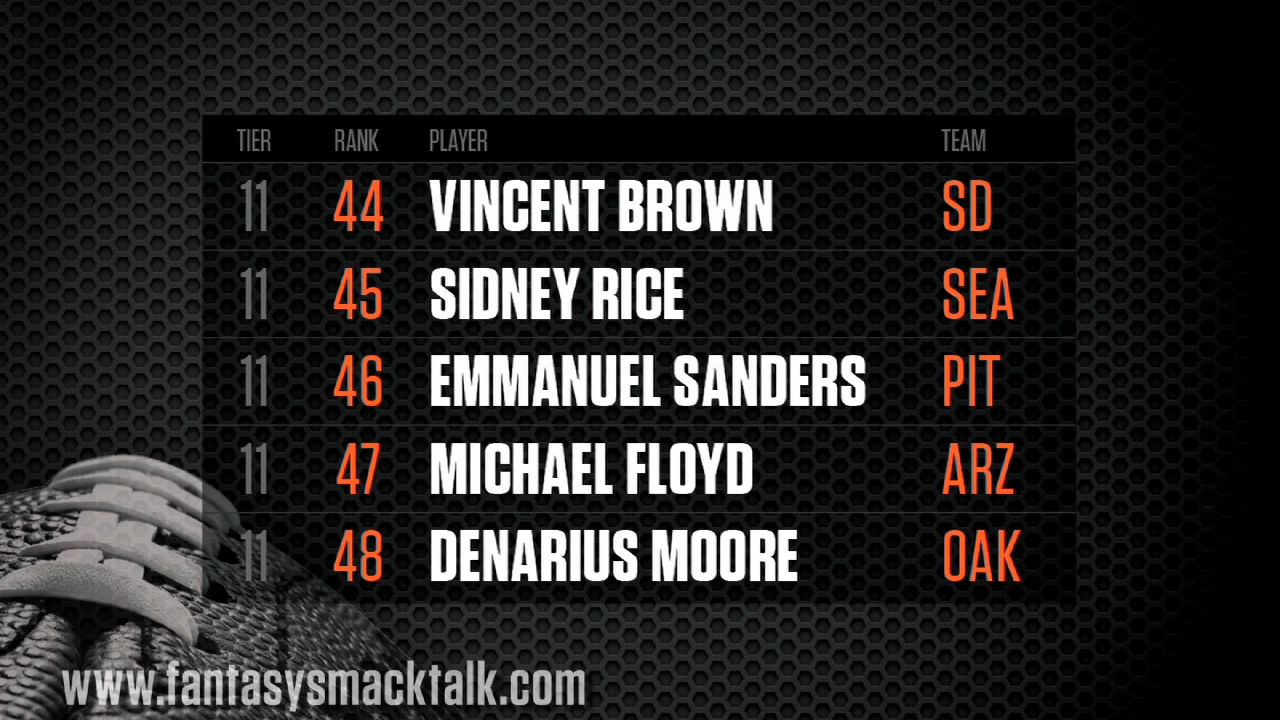 TIER RANK PLAYER TEAM
11 44 VINCENT BROWN SD
11 45 SIDNEY RICE SEA
11 46 EMMANUEL SANDERS PIT
11 47 MICHAEL FLOYD ARZ
11 48 DENARIUS MOORE OAK
www.fantasysmacktalk.com